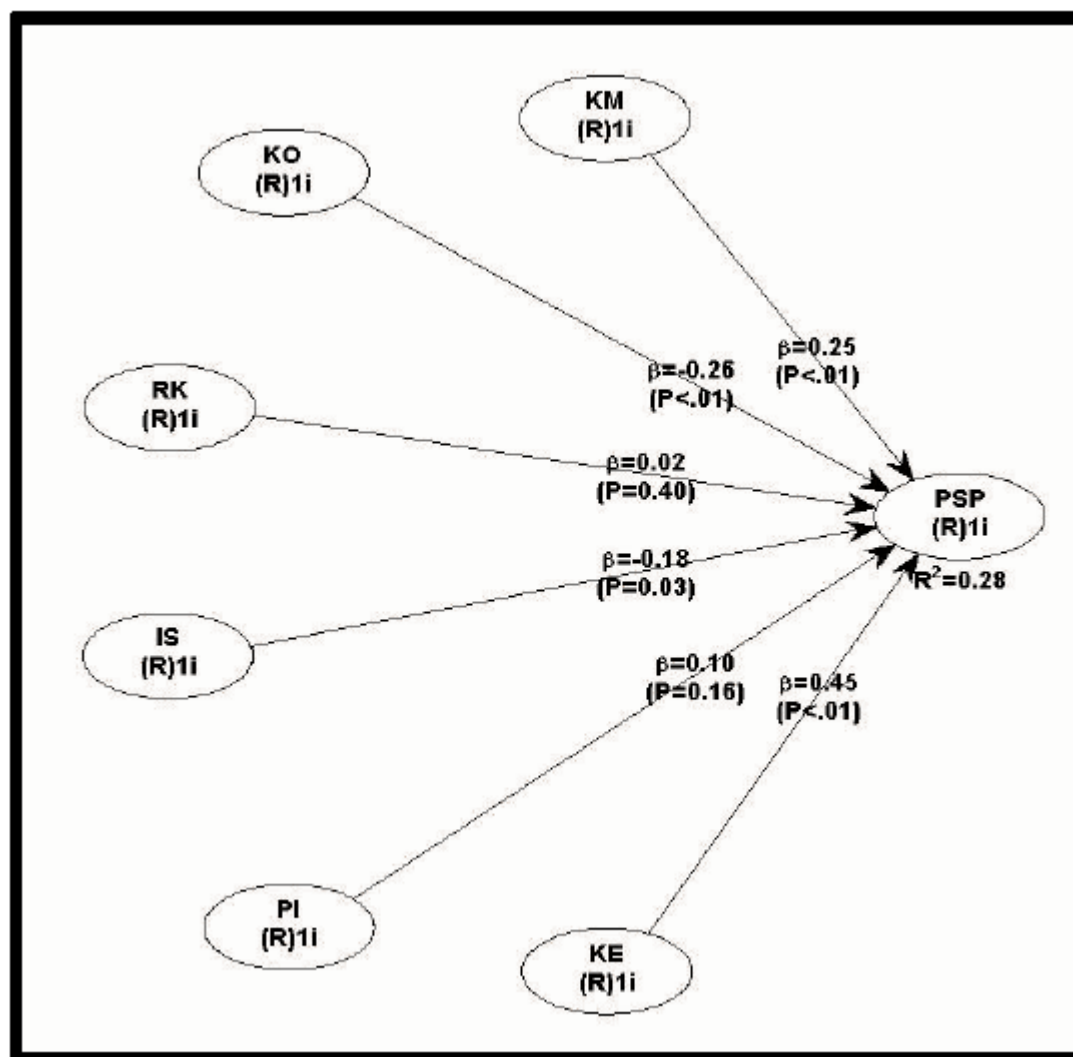 KM
(R)1i
KO
(R)1i
β=0.25
(P<.01)
β=-0.26
(P<.01)
RK
(R)1i
β=0.02
(P=0.40)
PSP
(R)1i
R²=0.28
β=-0.18
(P=0.03)
IS
(R)1i
β=0.10
(P=0.16)
β=0.45
(P<.01)
PI
(R)1i
KE
(R)1i